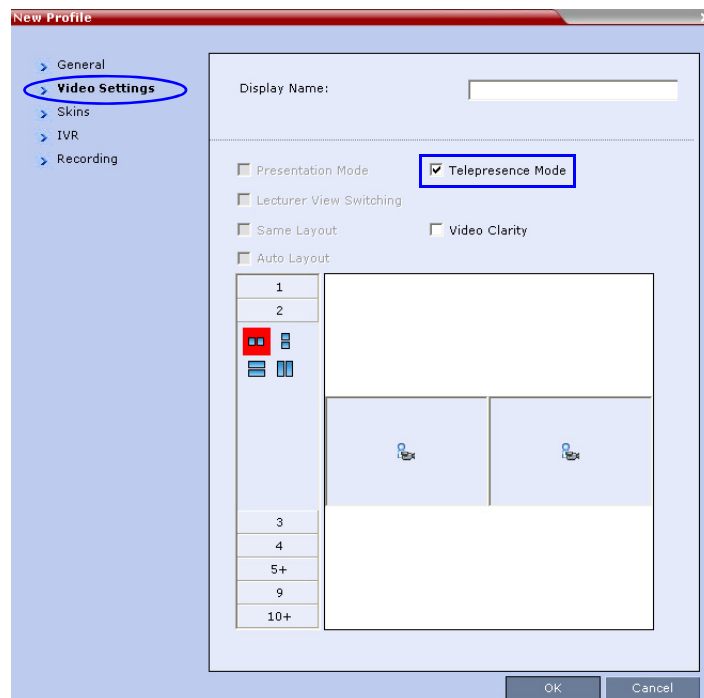 New Profile
General
Video Settings
Skins
IVR
Recording
Display Name:
Presentation Mode
Telepresence Mode
Lecturer View Switching
Same Layout
Video Clarity
Auto Layout
1
2
3
4
5+
9
10+
OK
Cancel